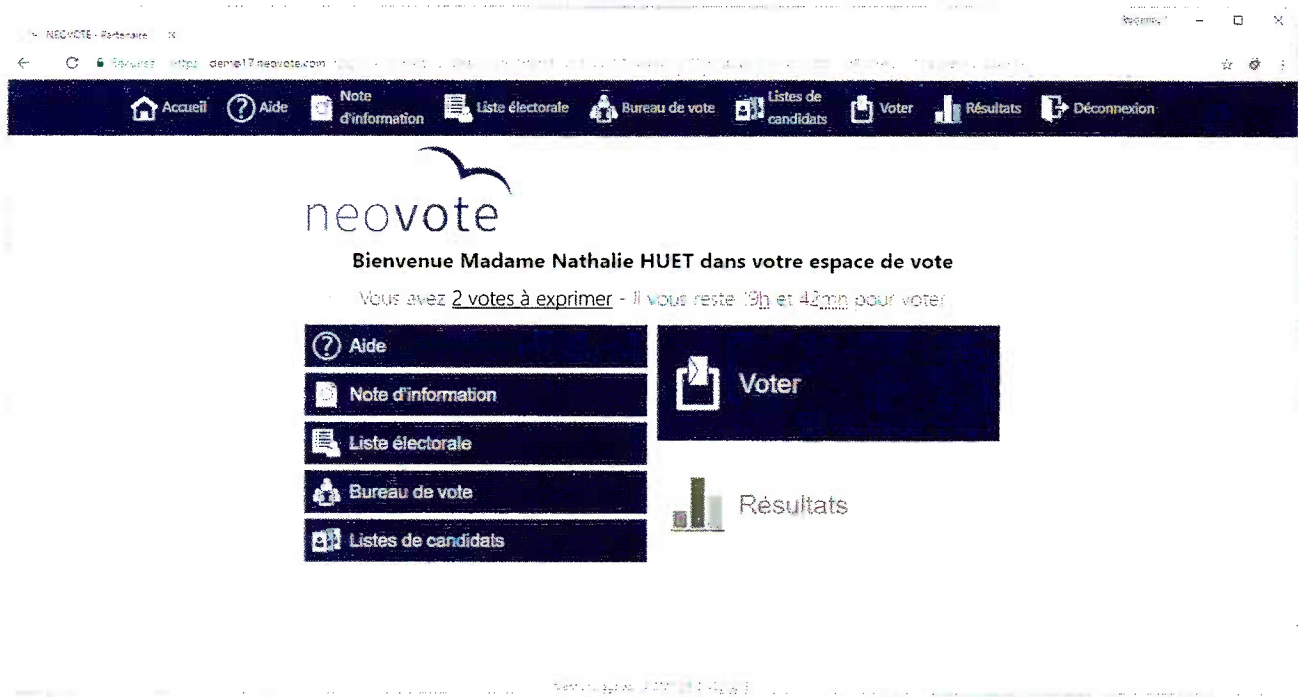 NEOVOTE - Partenaire
demo17.neovote.com
Accueil
Aide
Note
d'information
Liste électorale
Bureau de vote
Listes de
candidats
Voter
Résultats
Déconnexion
neovote
Bienvenue Madame Nathalie HUET dans votre espace de vote
Vous avez 2 votes à exprimer - Il vous reste 19h et 42mn pour voter
Aide
Note d'information
Liste électorale
Bureau de vote
Listes de candidats
Voter
Résultats